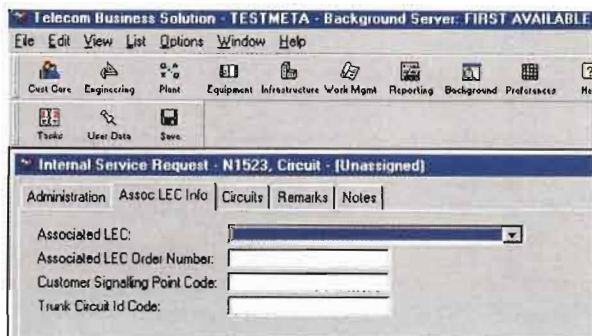 Telecom Business Solution - TESTMETA - Background Server: FIRST AVAILABLE
File Edit View List Options Window Help
Cust Care Engineering Plant Equipment Infrastructure Work Mgmt Reporting Background Preferences He
Tasks User Data Save
Internal Service Request - N1523, Circuit - (Unassigned)
Administration Assoc LEC Info Circuits Remarks Notes
Associated LEC:
Associated LEC Order Number:
Customer Signalling Point Code:
Trunk Circuit Id Code: